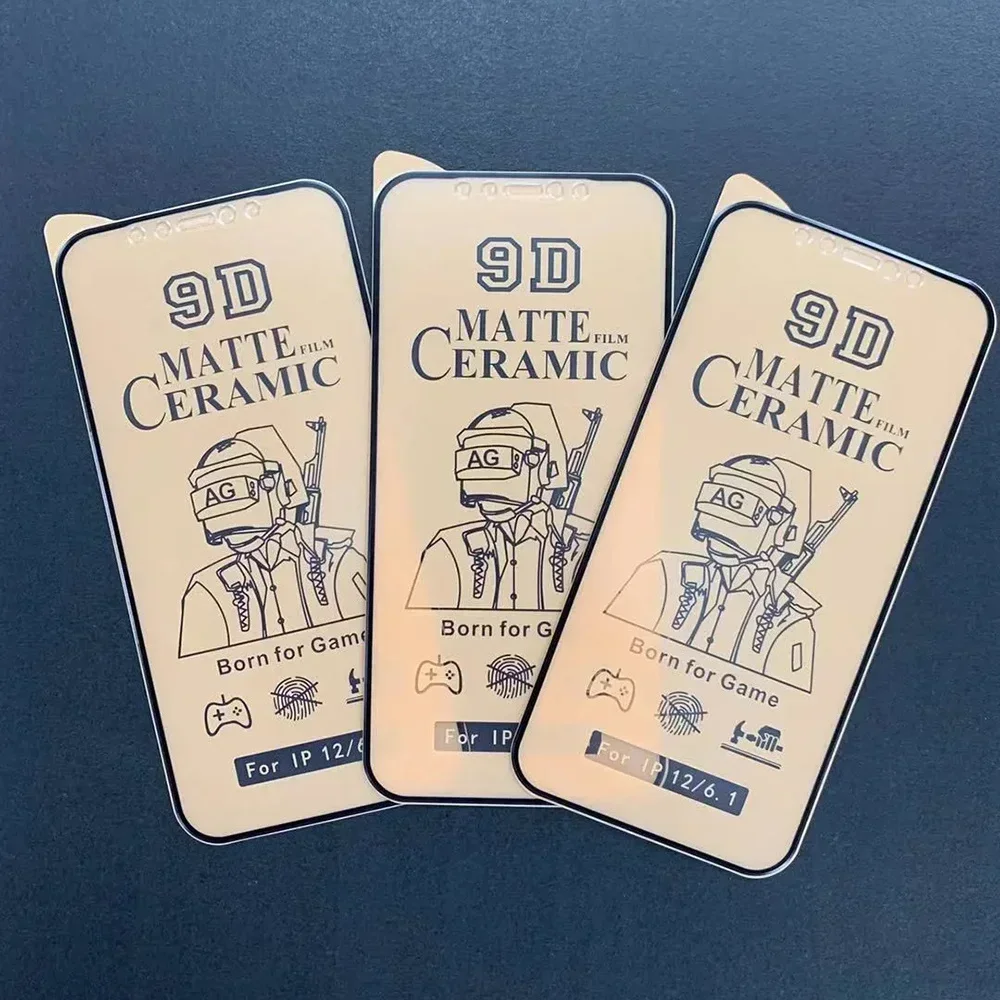 9D
MATTE FILM
CERAMIC
AG
Born for Game
For IP 12/6
9D
MATTE FILM
CERAMIC
AG
Born for G
For IP
9D
MATTE FILM
CERAMIC
AG
Born for Game
For IP 12/6.1